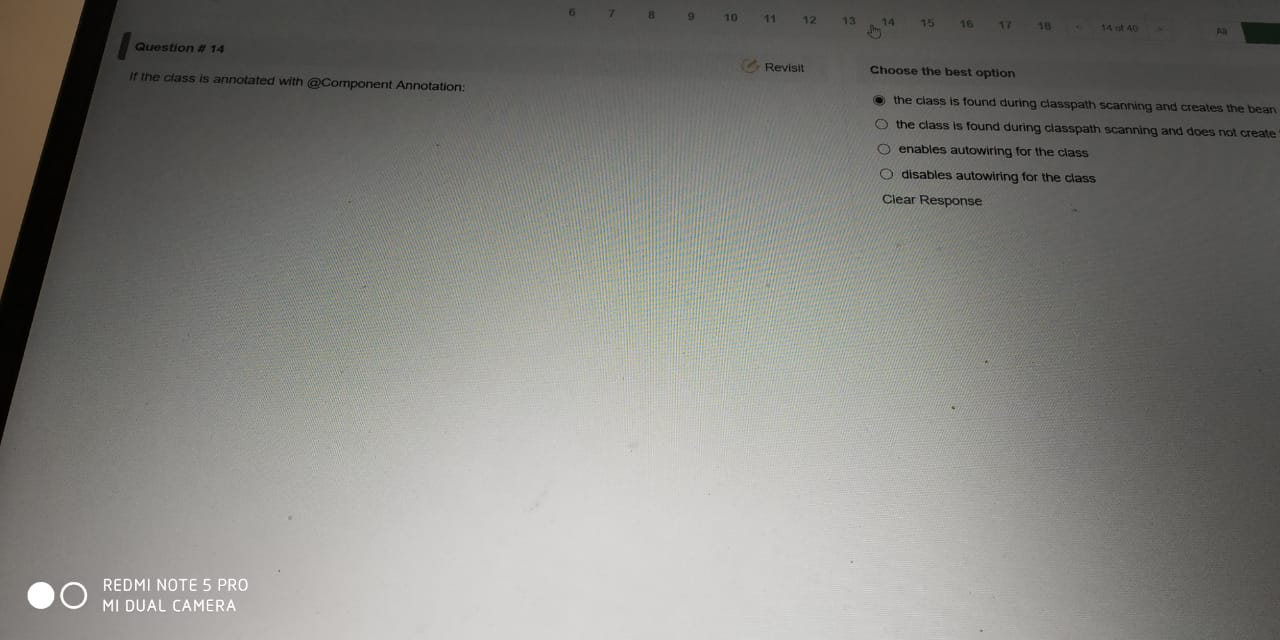 6 7 8 9 10 11 12 13 14 15 16 17 18 < 14 of 40 > All
Question # 14
Revisit
If the class is annotated with @Component Annotation:
Choose the best option
the class is found during classpath scanning and creates the bean
the class is found during classpath scanning and does not create
enables autowiring for the class
disables autowiring for the class
Clear Response
REDMI NOTE 5 PRO
MI DUAL CAMERA